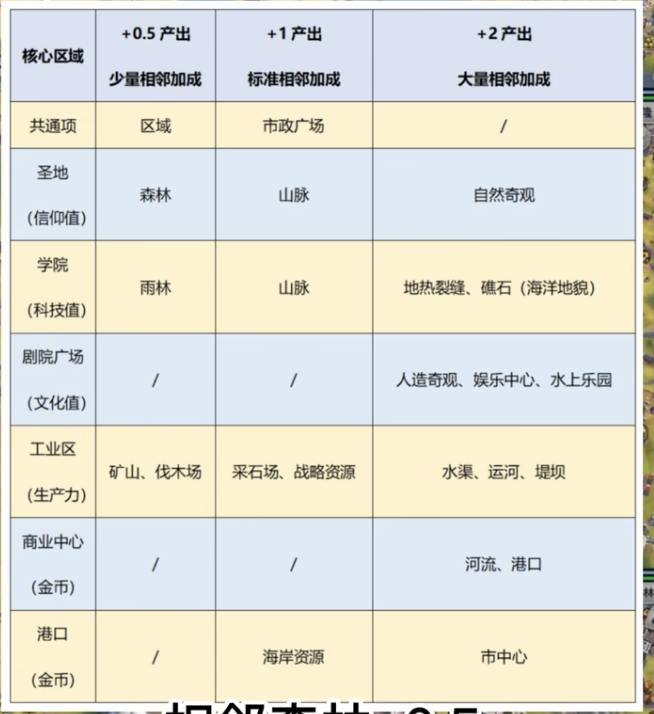 核心区域 +0.5 产出 +1 产出 +2 产出
少量相邻加成 标准相邻加成 大量相邻加成
共通项 区域 市政广场 /
圣地
（信仰值） 森林 山脉 自然奇观
学院
（科技值） 雨林 山脉 地热裂缝、礁石（海洋地貌）
剧院广场
（文化值） / / 人造奇观、娱乐中心、水上乐园
工业区
（生产力） 矿山、伐木场 采石场、战略资源 水渠、运河、堤坝
商业中心
（金币） / / 河流、港口
港口
（金币） / 海岸资源 市中心